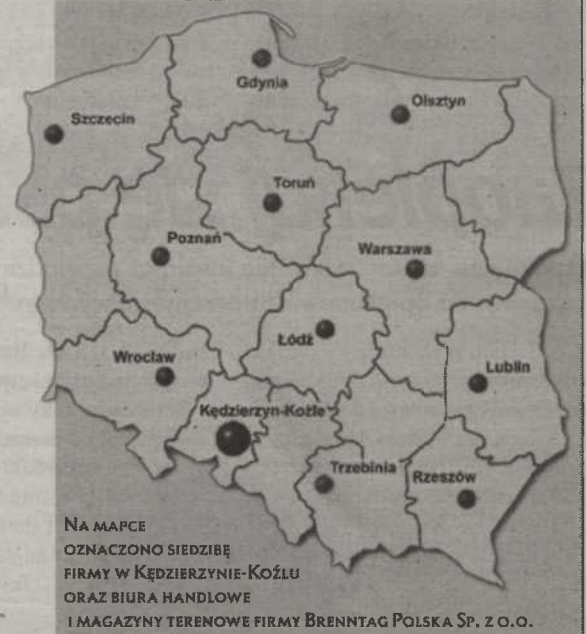 Gdynia
Olsztyn
Szczecin
Toruń
Poznań
Warszawa
Łódź
Wrocław
Lublin
Kędzierzyn-Koźle
Trzebinia
Rzeszów
NA MAPCE
OZNACZONO SIEDZIBĘ
FIRMY W KĘDZIERZYNIE-KOŹLU
ORAZ BIURA HANDLOWE
I MAGAZYNY TERENOWE FIRMY BRENNTAG POLSKA SP. Z O.O.